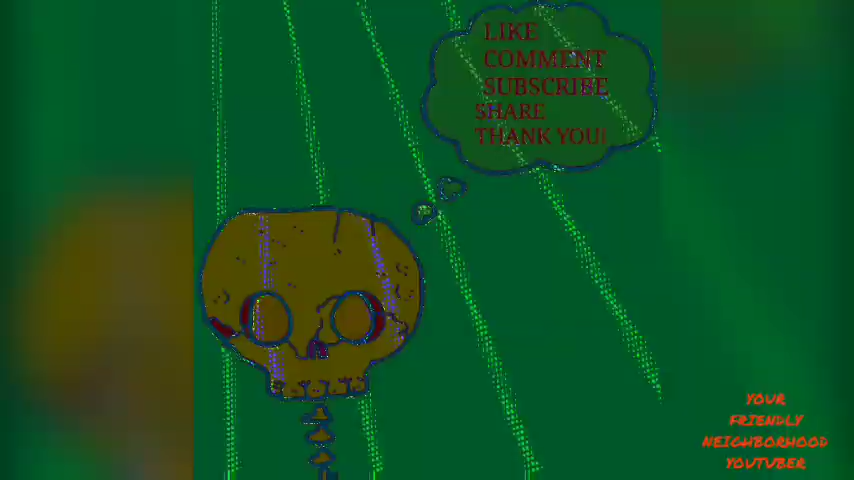 LIKE
COMMENT
SUBSCRIBE
SHARE
THANK YOU!
YOUR
FRIENDLY
NEIGHBORHOOD
YOUTUBER